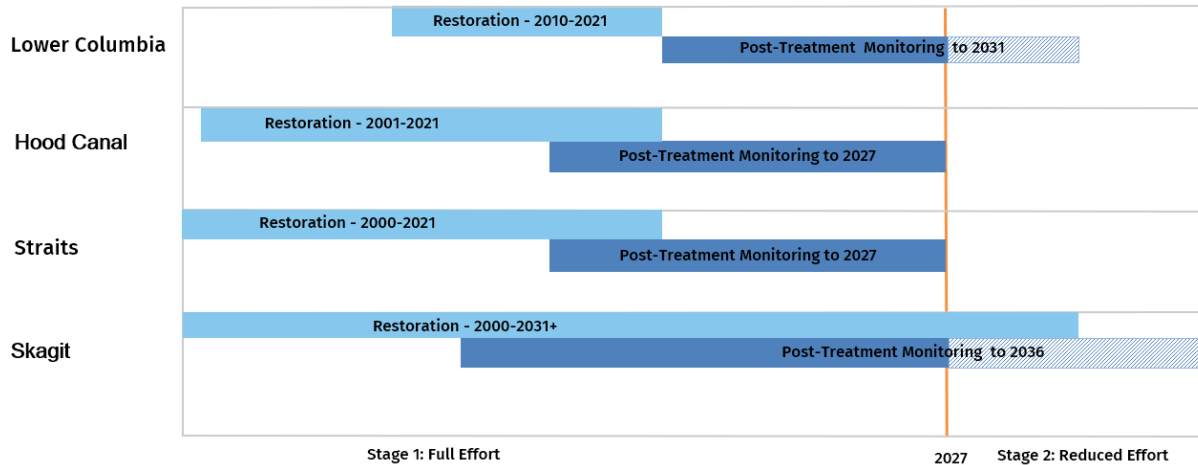 Restoration - 2010-2021
Lower Columbia
Post-Treatment Monitoring to 2031
Restoration - 2001-2021
Hood Canal
Post-Treatment Monitoring to 2027
Restoration - 2000-2021
Straits
Post-Treatment Monitoring to 2027
Restoration - 2000-2031+
Skagit
Post-Treatment Monitoring to 2036
Stage 1: Full Effort
2027
Stage 2: Reduced Effort